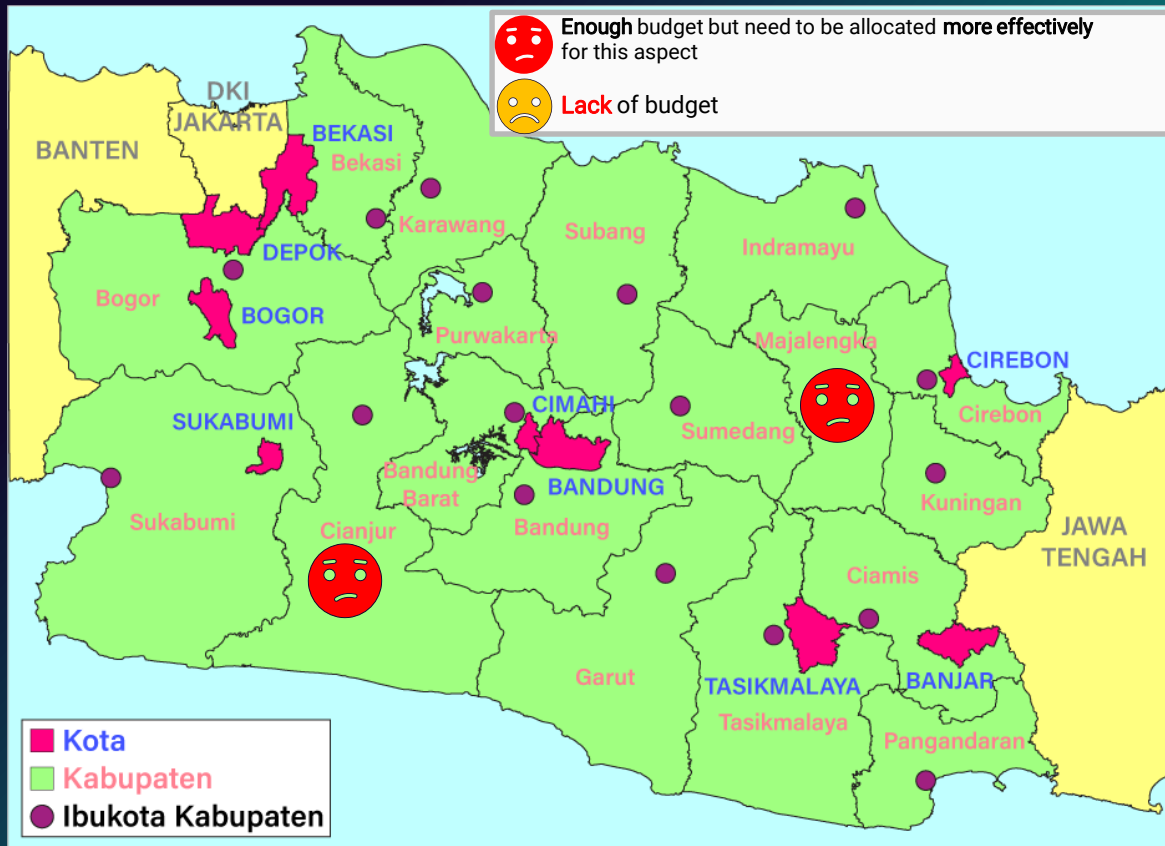 Enough budget but need to be allocated more effectively
for this aspect
Lack of budget
DKI
JAKARTA
BANTEN
BEKASI
Bekasi
Karawang
Subang
Indramayu
DEPOK
Bogor
BOGOR
Purwakarta
Majalengka
CIREBON
Cirebon
SUKABUMI
CIMAHI
Sumedang
Bandung
Barat
BANDUNG
Bandung
Kuningan
Sukabumi
Cianjur
JAWA
TENGAH
Ciamis
Garut
TASIKMALAYA
Tasikmalaya
BANJAR
Pangandaran
Kota
Kabupaten
Ibukota Kabupaten